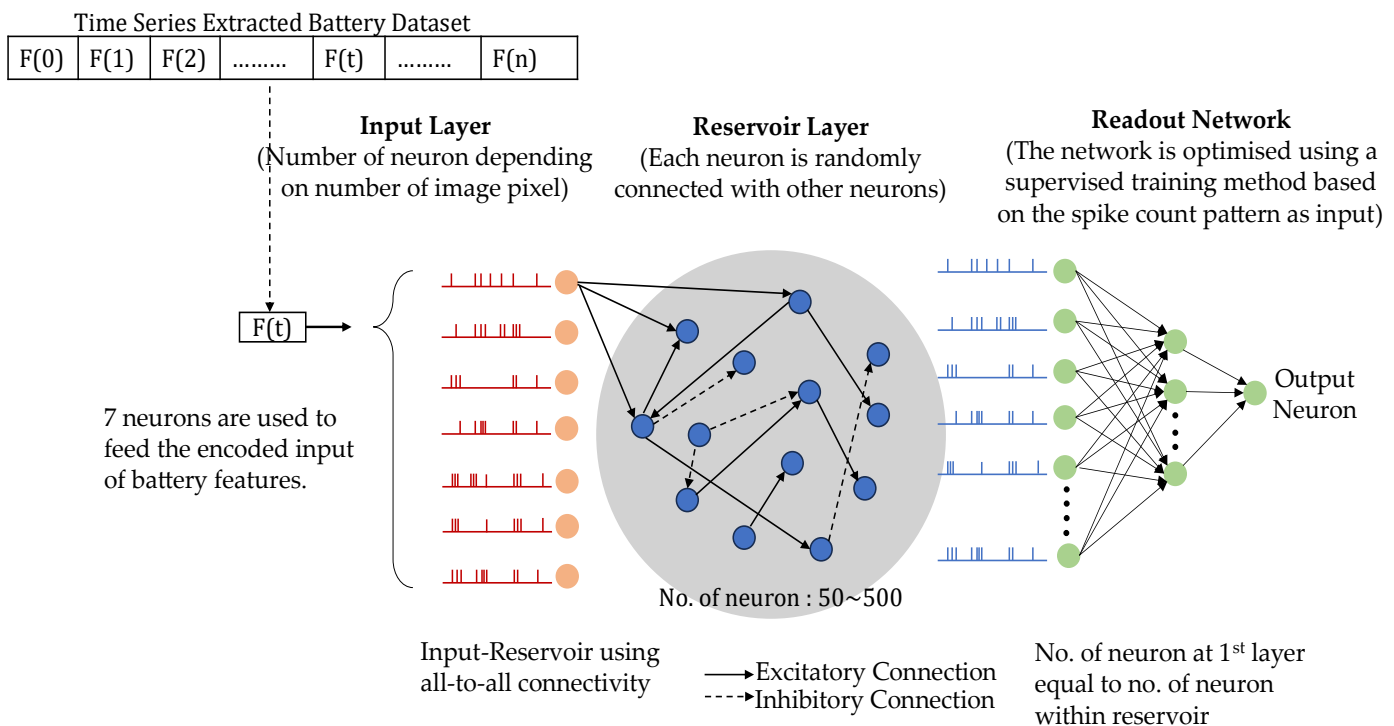 Time Series Extracted Battery Dataset
F(0) F(1) F(2) ......... F(t) ......... F(n)
Input Layer
(Number of neuron depending
on number of image pixel)
Reservoir Layer
(Each neuron is randomly
connected with other neurons)
Readout Network
(The network is optimised using a
supervised training method based
on the spike count pattern as input)
F(t)
7 neurons are used to
feed the encoded input
of battery features.
Output
Neuron
No. of neuron : 50~500
Input-Reservoir using
all-to-all connectivity
Excitatory Connection
Inhibitory Connection
No. of neuron at 1st layer
equal to no. of neuron
within reservoir